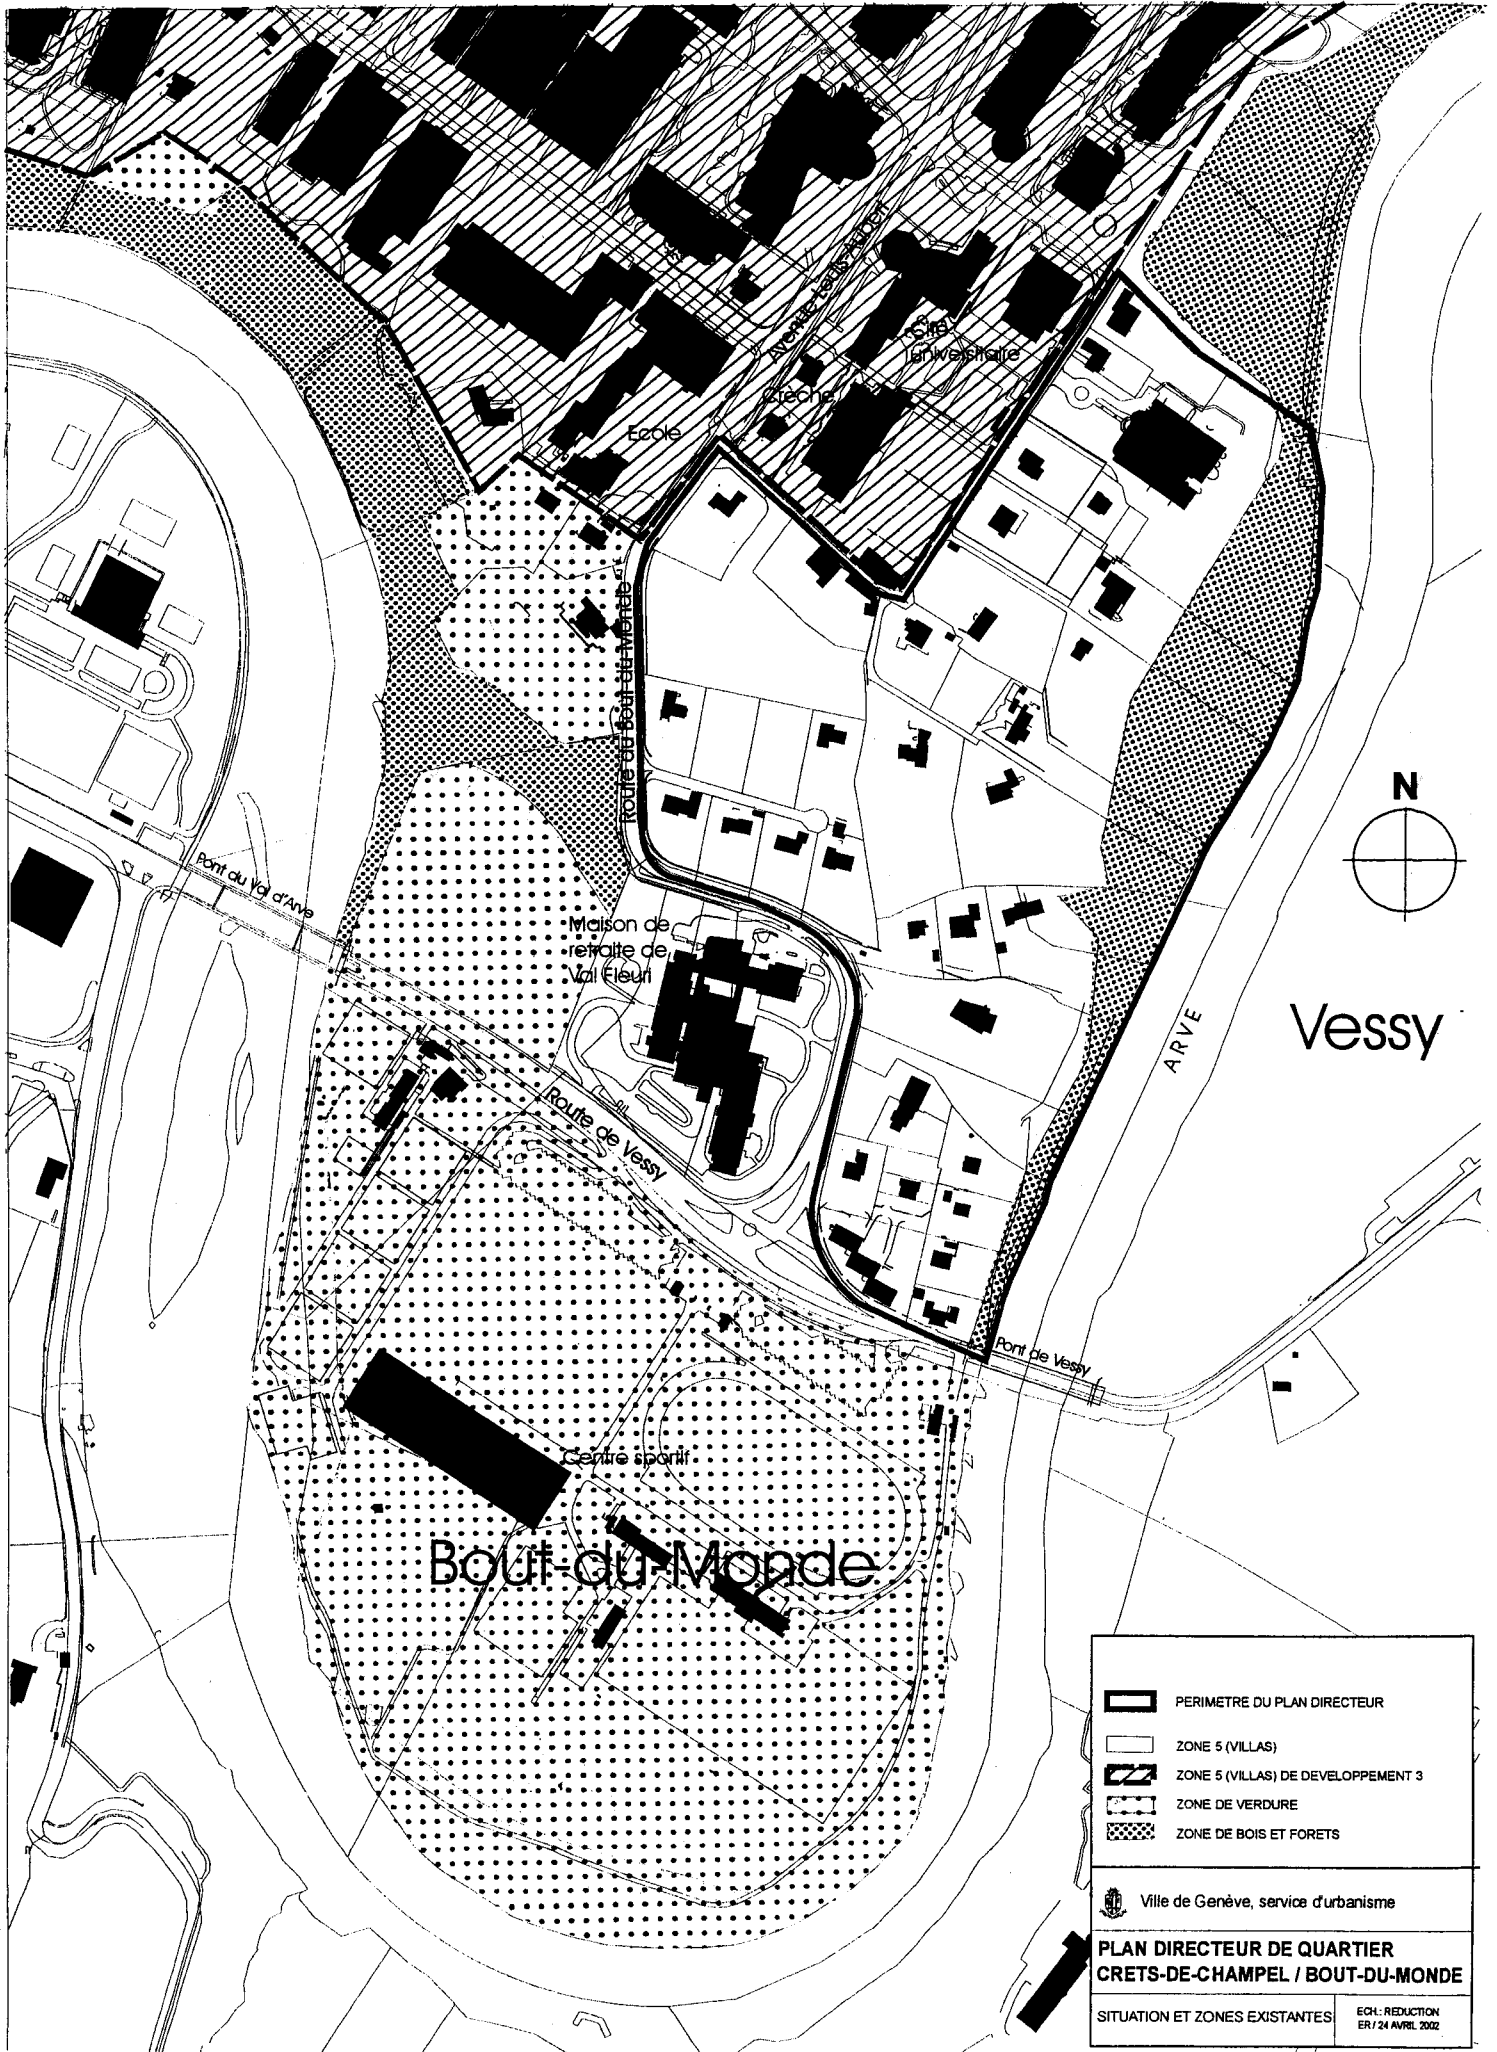 Avenue Louis-Aubert
Cité
universitaire
Crèche
Ecole
Route du Bout-du-Monde
N
Pont du Val d'Arve
Maison de
retraite de
Val Fleuri
Vessy
ARVE
Route de Vessy
Pont de Vessy
Centre sportif
Bout-du-Monde
PERIMETRE DU PLAN DIRECTEUR
ZONE 5 (VILLAS)
ZONE 5 (VILLAS) DE DEVELOPPEMENT 3
ZONE DE VERDURE
ZONE DE BOIS ET FORETS
Ville de Genève, service d'urbanisme
PLAN DIRECTEUR DE QUARTIER
CRETS-DE-CHAMPEL / BOUT-DU-MONDE
SITUATION ET ZONES EXISTANTES
ECH.: REDUCTION
ER / 24 AVRIL 2002